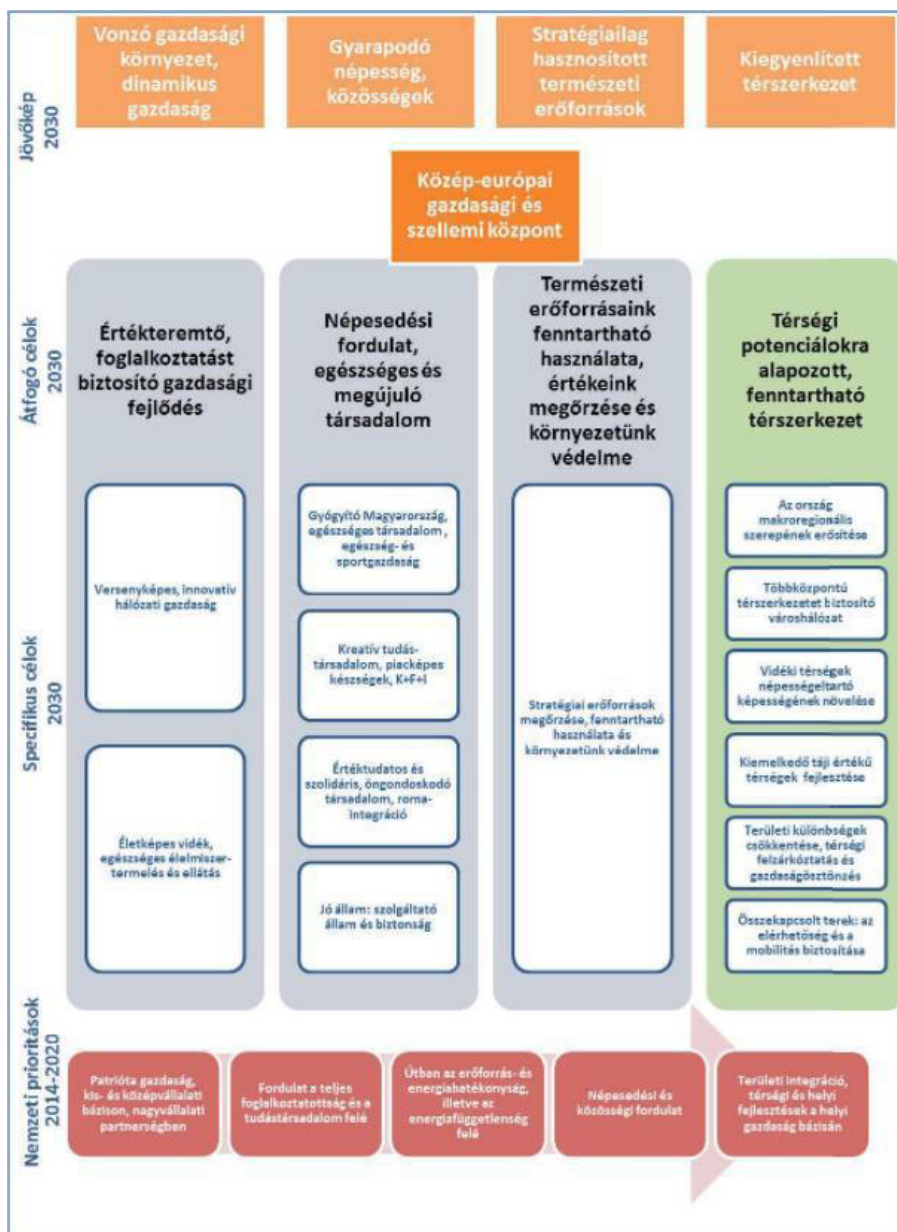 Jövőkép
2030
Vonzó gazdasági
környezet,
dinamikus
gazdaság
Gyarapodó
népesség,
közösségek
Stratégiailag
hasznosított
természeti
erőforrások
Kiegyenlített
térszerkezet
Közép-európai
gazdasági és
szellemi központ
Átfogó célok
2030
Értékteremtő,
foglalkoztatást
biztosító gazdasági
fejlődés
Népesedési
fordulat,
egészséges és
megújuló
társadalom
Természeti
erőforrásaink
fenntartható
használata,
értékeink
megőrzése és
környezetünk
védelme
Térségi
potenciálokra
alapozott,
fenntartható
térszerkezet
Specifikus célok
2030
Versenyképes, innovatív
hálózati gazdaság
Életképes vidék,
egészséges élelmiszer-
termelés és ellátás
Gyógyító Magyarország,
egészséges társadalom ,
egészség- és
sportgazdaság
Kreatív tudás-
társadalom, piacképes
készségek, K+F+I
Értéktudatos és
szolidáris, öngondoskodó
társadalom, roma-
integráció
Jó állam: szolgáltató
állam és biztonság
Stratégiai erőforrások
megőrzése, fenntartható
használata és
környezetünk védelme
Az ország
makroregionális
szerepének erősítése
Többközpontú
térszerkezetet biztosító
városhálózat
Vidéki térségek
népességeltartó
képességének növelése
Kiemelkedő táji értékű
térségek fejlesztése
Területi különbségek
csökkentése, térségi
felzárkóztatás és
gazdaságösztönzés
Összekapcsolt terek: az
elérhetőség és a
mobilitás biztosítása
Nemzeti prioritások
2014-2020
Patrióta gazdaság,
kis- és középvállalati
bázison, nagyvállalati
partnerségben
Fordulat a teljes
foglalkoztatottság és a
tudástársadalom felé
Útban az erőforrás- és
energiahatékonyság,
illetve az
energiafüggetlenség
felé
Népesedési és
közösségi fordulat
Területi integráció,
térségi és helyi
fejlesztések a helyi
gazdaság bázisán